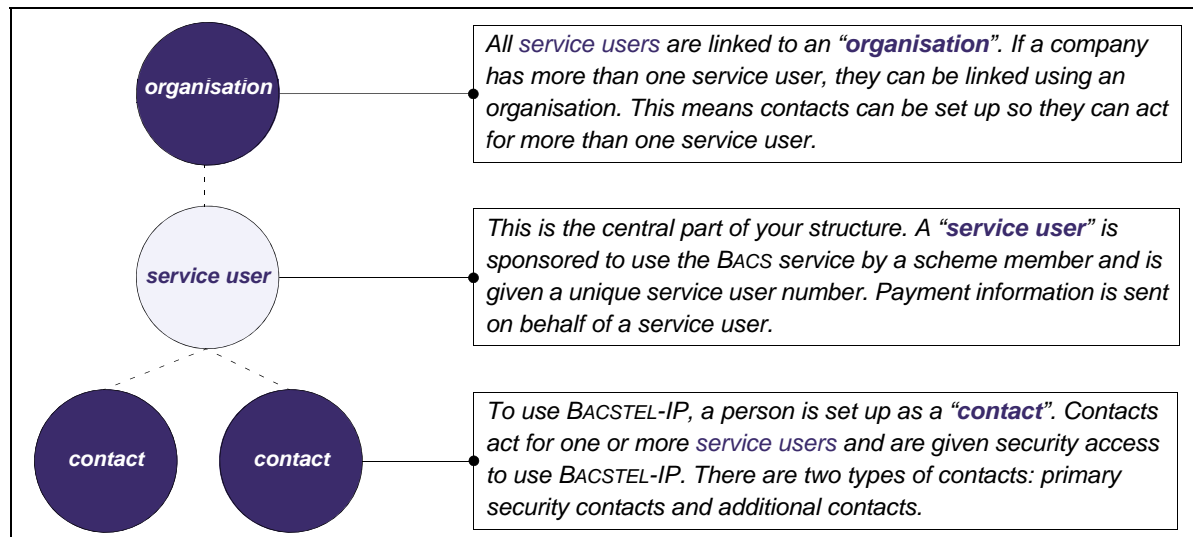 organisation
All service users are linked to an “organisation”. If a company
has more than one service user, they can be linked using an
organisation. This means contacts can be set up so they can act
for more than one service user.
service user
This is the central part of your structure. A “service user” is
sponsored to use the BACS service by a scheme member and is
given a unique service user number. Payment information is sent
on behalf of a service user.
contact
contact
To use BACSTEL-IP, a person is set up as a “contact”. Contacts
act for one or more service users and are given security access
to use BACSTEL-IP. There are two types of contacts: primary
security contacts and additional contacts.